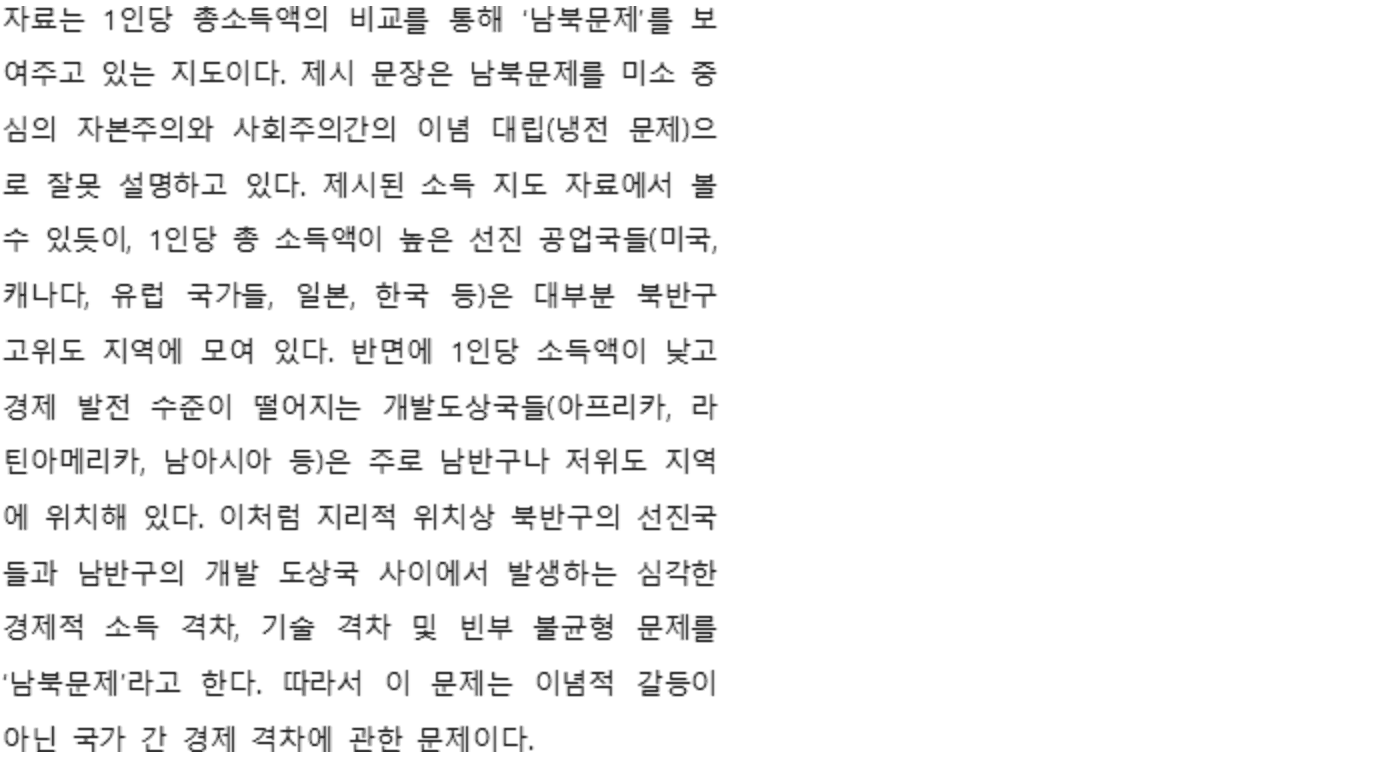 자료는 1인당 총소득액의 비교를 통해 '남북문제'를 보
여주고 있는 지도이다. 제시 문장은 남북문제를 미소 중
심의 자본주의와 사회주의간의 이념 대립(냉전 문제)으
로 잘못 설명하고 있다. 제시된 소득 지도 자료에서 볼
수 있듯이, 1인당 총 소득액이 높은 선진 공업국들(미국,
캐나다, 유럽 국가들, 일본, 한국 등)은 대부분 북반구
고위도 지역에 모여 있다. 반면에 1인당 소득액이 낮고
경제 발전 수준이 떨어지는 개발도상국들(아프리카, 라
틴아메리카, 남아시아 등)은 주로 남반구나 저위도 지역
에 위치해 있다. 이처럼 지리적 위치상 북반구의 선진국
들과 남반구의 개발 도상국 사이에서 발생하는 심각한
경제적 소득 격차, 기술 격차 및 빈부 불균형 문제를
'남북문제'라고 한다. 따라서 이 문제는 이념적 갈등이
아닌 국가 간 경제 격차에 관한 문제이다.